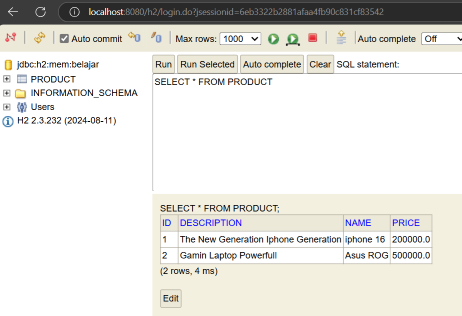 localhost:8080/h2/login.do?jsessionid=6eb3322b2881afaa4fb90c831cf83542
Auto commit Max rows: 1000 Auto complete Off
jdbc:h2:mem:belajar
PRODUCT
INFORMATION_SCHEMA
Users
H2 2.3.232 (2024-08-11)
Run Run Selected Auto complete Clear SQL statement:
SELECT * FROM PRODUCT
SELECT * FROM PRODUCT;
ID DESCRIPTION NAME PRICE
1 The New Generation Iphone Generation iphone 16 200000.0
2 Gamin Laptop Powerfull Asus ROG 500000.0
(2 rows, 4 ms)
Edit